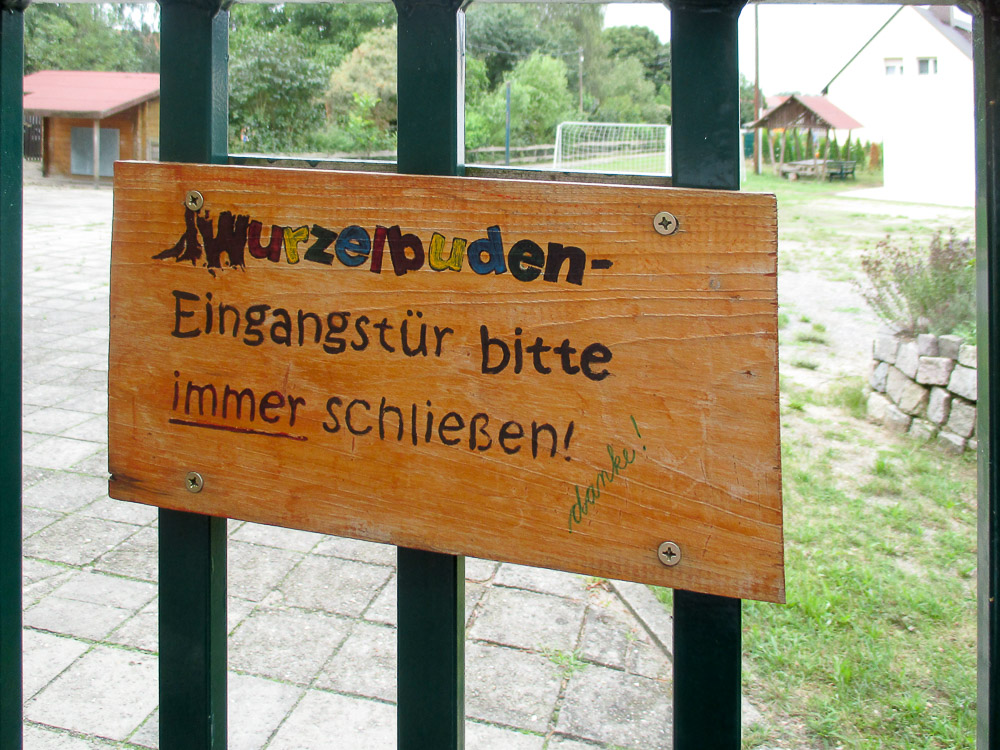 Wurzelbuden-
Eingangstür bitte
immer schließen!
danke!